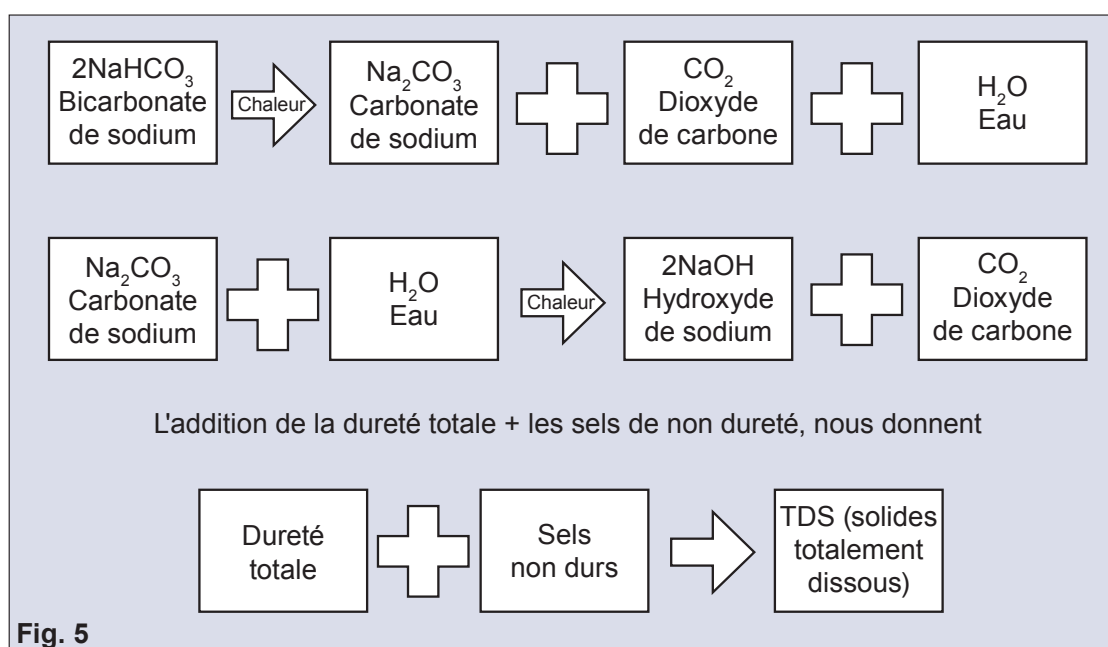 2NaHCO₃
Bicarbonate
de sodium
Chaleur
Na₂CO₃
Carbonate
de sodium
CO₂
Dioxyde
de carbone
H₂O
Eau
Na₂CO₃
Carbonate
de sodium
H₂O
Eau
Chaleur
2NaOH
Hydroxyde
de sodium
CO₂
Dioxyde
de carbone
L'addition de la dureté totale + les sels de non dureté, nous donnent
Dureté
totale
Sels
non durs
TDS (solides
totalement
dissous)
Fig. 5